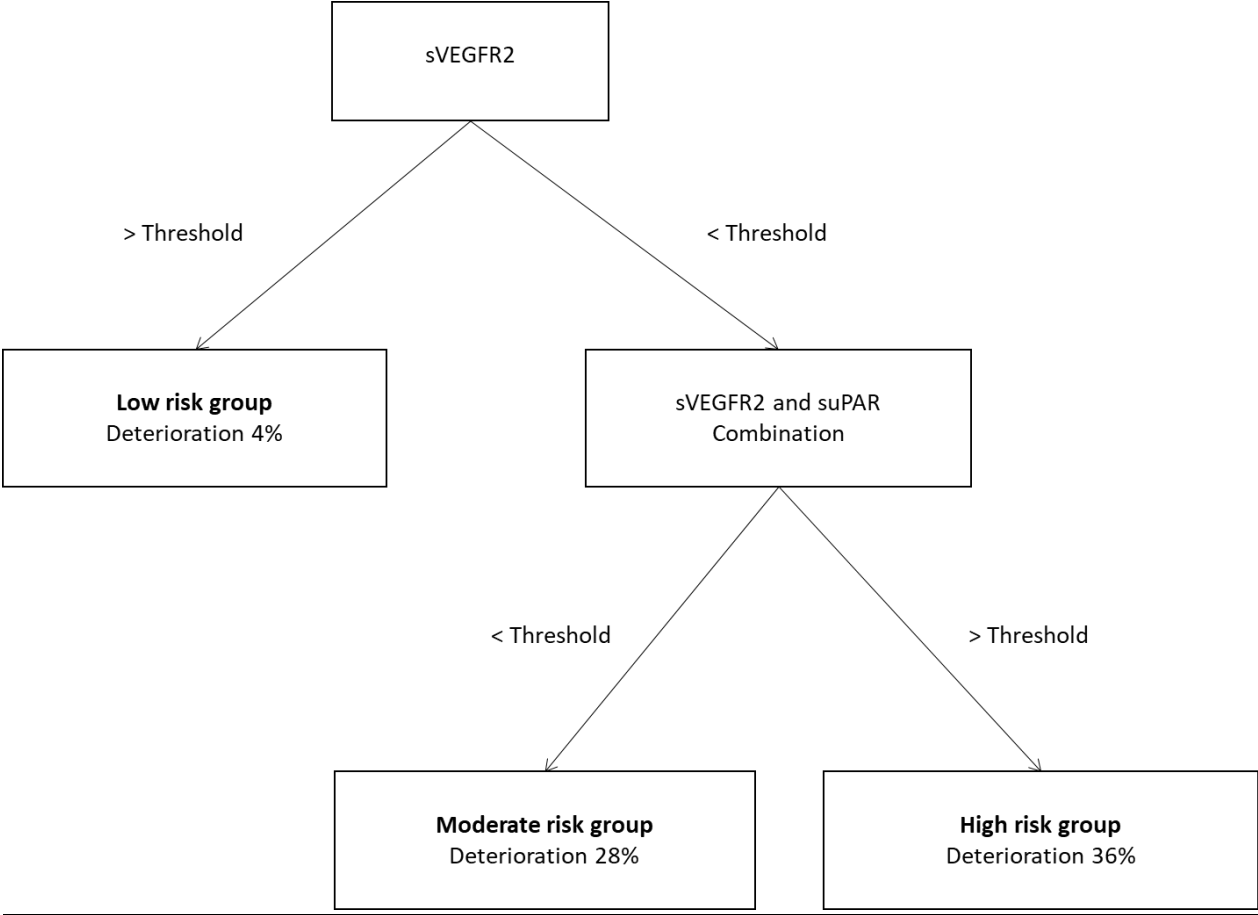 sVEGFR2
> Threshold
< Threshold
Low risk group
Deterioration 4%
sVEGFR2 and suPAR
Combination
< Threshold
> Threshold
Moderate risk group
Deterioration 28%
High risk group
Deterioration 36%